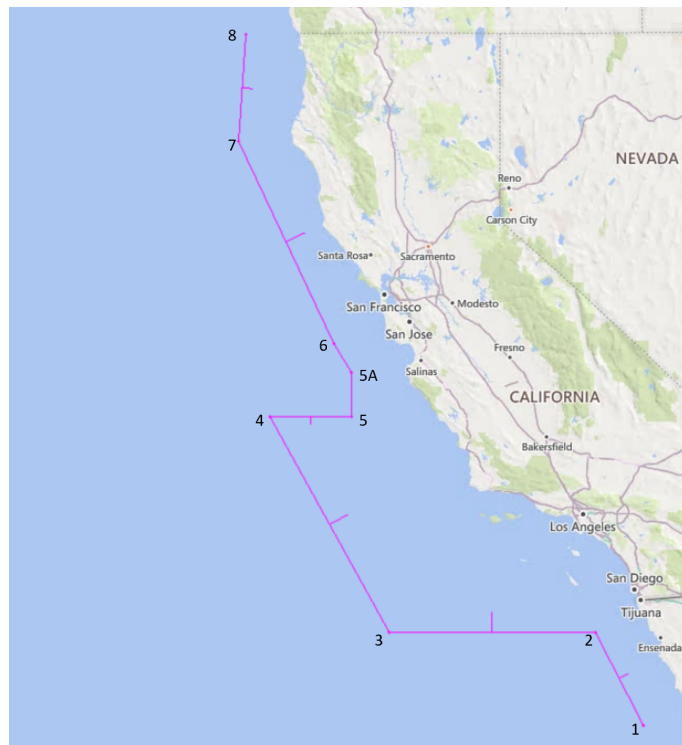 8
7
NEVADA
Reno
Carson City
Santa Rosa
Sacramento
San Francisco
Modesto
San Jose
6
Fresno
Salinas
5A
CALIFORNIA
4
5
Bakersfield
Los Angeles
San Diego
Tijuana
3
2
Ensenada
1